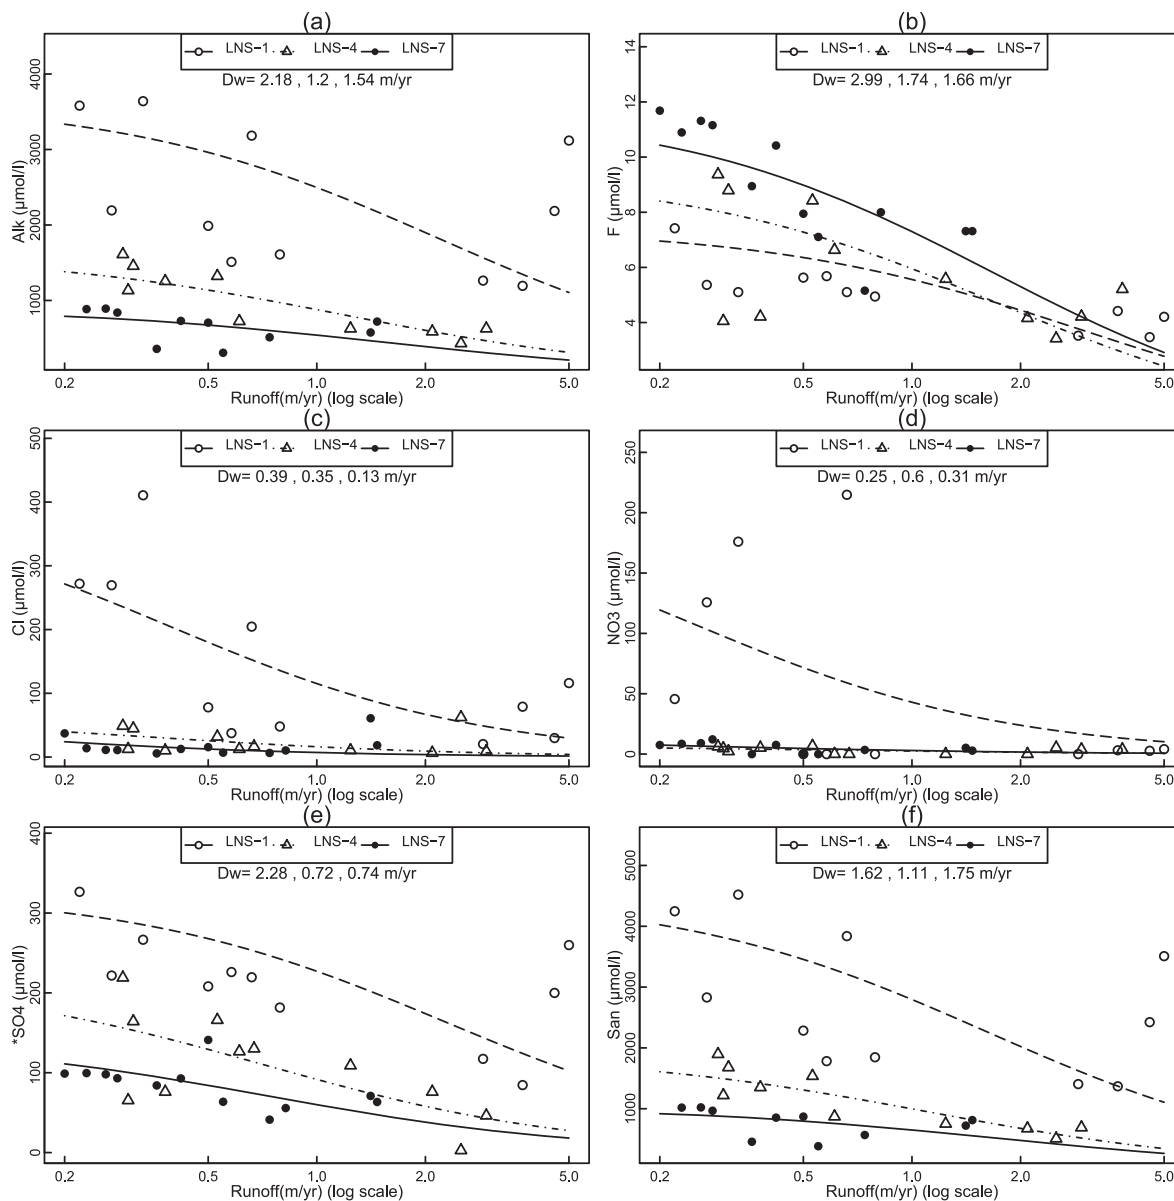 (a)
LNS−1 LNS−4 LNS−7
Dw= 2.18 , 1.2 , 1.54 m/yr
Alk (µmol/l)
4000
3000
2000
1000
0.2 0.5 1.0 2.0 5.0
Runoff(m/yr) (log scale)
(b)
LNS−1 LNS−4 LNS−7
Dw= 2.99 , 1.74 , 1.66 m/yr
F (µmol/l)
14
12
10
8
6
4
0.2 0.5 1.0 2.0 5.0
Runoff(m/yr) (log scale)
(c)
LNS−1 LNS−4 LNS−7
Dw= 0.39 , 0.35 , 0.13 m/yr
Cl (µmol/l)
500
400
300
200
100
0
0.2 0.5 1.0 2.0 5.0
Runoff(m/yr) (log scale)
(d)
LNS−1 LNS−4 LNS−7
Dw= 0.25 , 0.6 , 0.31 m/yr
NO3 (µmol/l)
250
200
150
100
50
0
0.2 0.5 1.0 2.0 5.0
Runoff(m/yr) (log scale)
(e)
LNS−1 LNS−4 LNS−7
Dw= 2.28 , 0.72 , 0.74 m/yr
*SO4 (µmol/l)
400
300
200
100
0
0.2 0.5 1.0 2.0 5.0
Runoff(m/yr) (log scale)
(f)
LNS−1 LNS−4 LNS−7
Dw= 1.62 , 1.11 , 1.75 m/yr
San (µmol/l)
5000
4000
3000
2000
1000
0.2 0.5 1.0 2.0 5.0
Runoff(m/yr) (log scale)